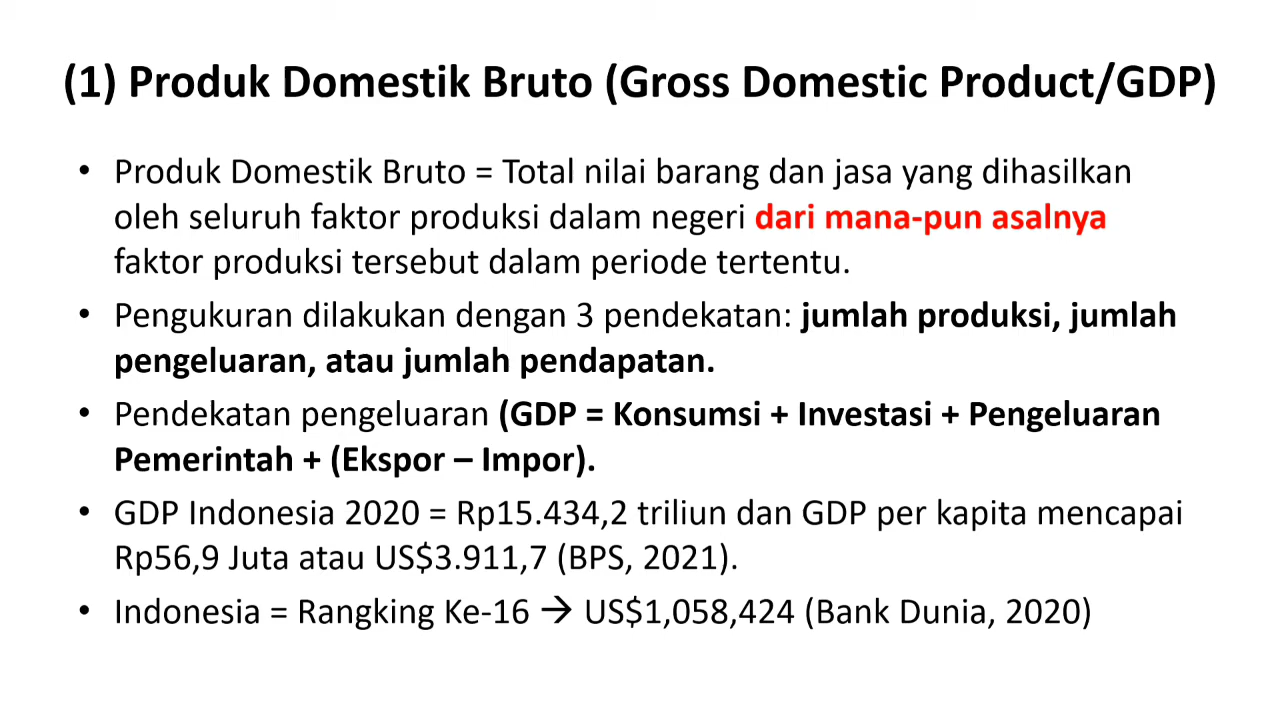 (1) Produk Domestik Bruto (Gross Domestic Product/GDP)
• Produk Domestik Bruto = Total nilai barang dan jasa yang dihasilkan
oleh seluruh faktor produksi dalam negeri dari mana-pun asalnya
faktor produksi tersebut dalam periode tertentu.
• Pengukuran dilakukan dengan 3 pendekatan: jumlah produksi, jumlah
pengeluaran, atau jumlah pendapatan.
• Pendekatan pengeluaran (GDP = Konsumsi + Investasi + Pengeluaran
Pemerintah + (Ekspor – Impor).
• GDP Indonesia 2020 = Rp15.434,2 triliun dan GDP per kapita mencapai
Rp56,9 Juta atau US$3.911,7 (BPS, 2021).
• Indonesia = Rangking Ke-16 → US$1,058,424 (Bank Dunia, 2020)